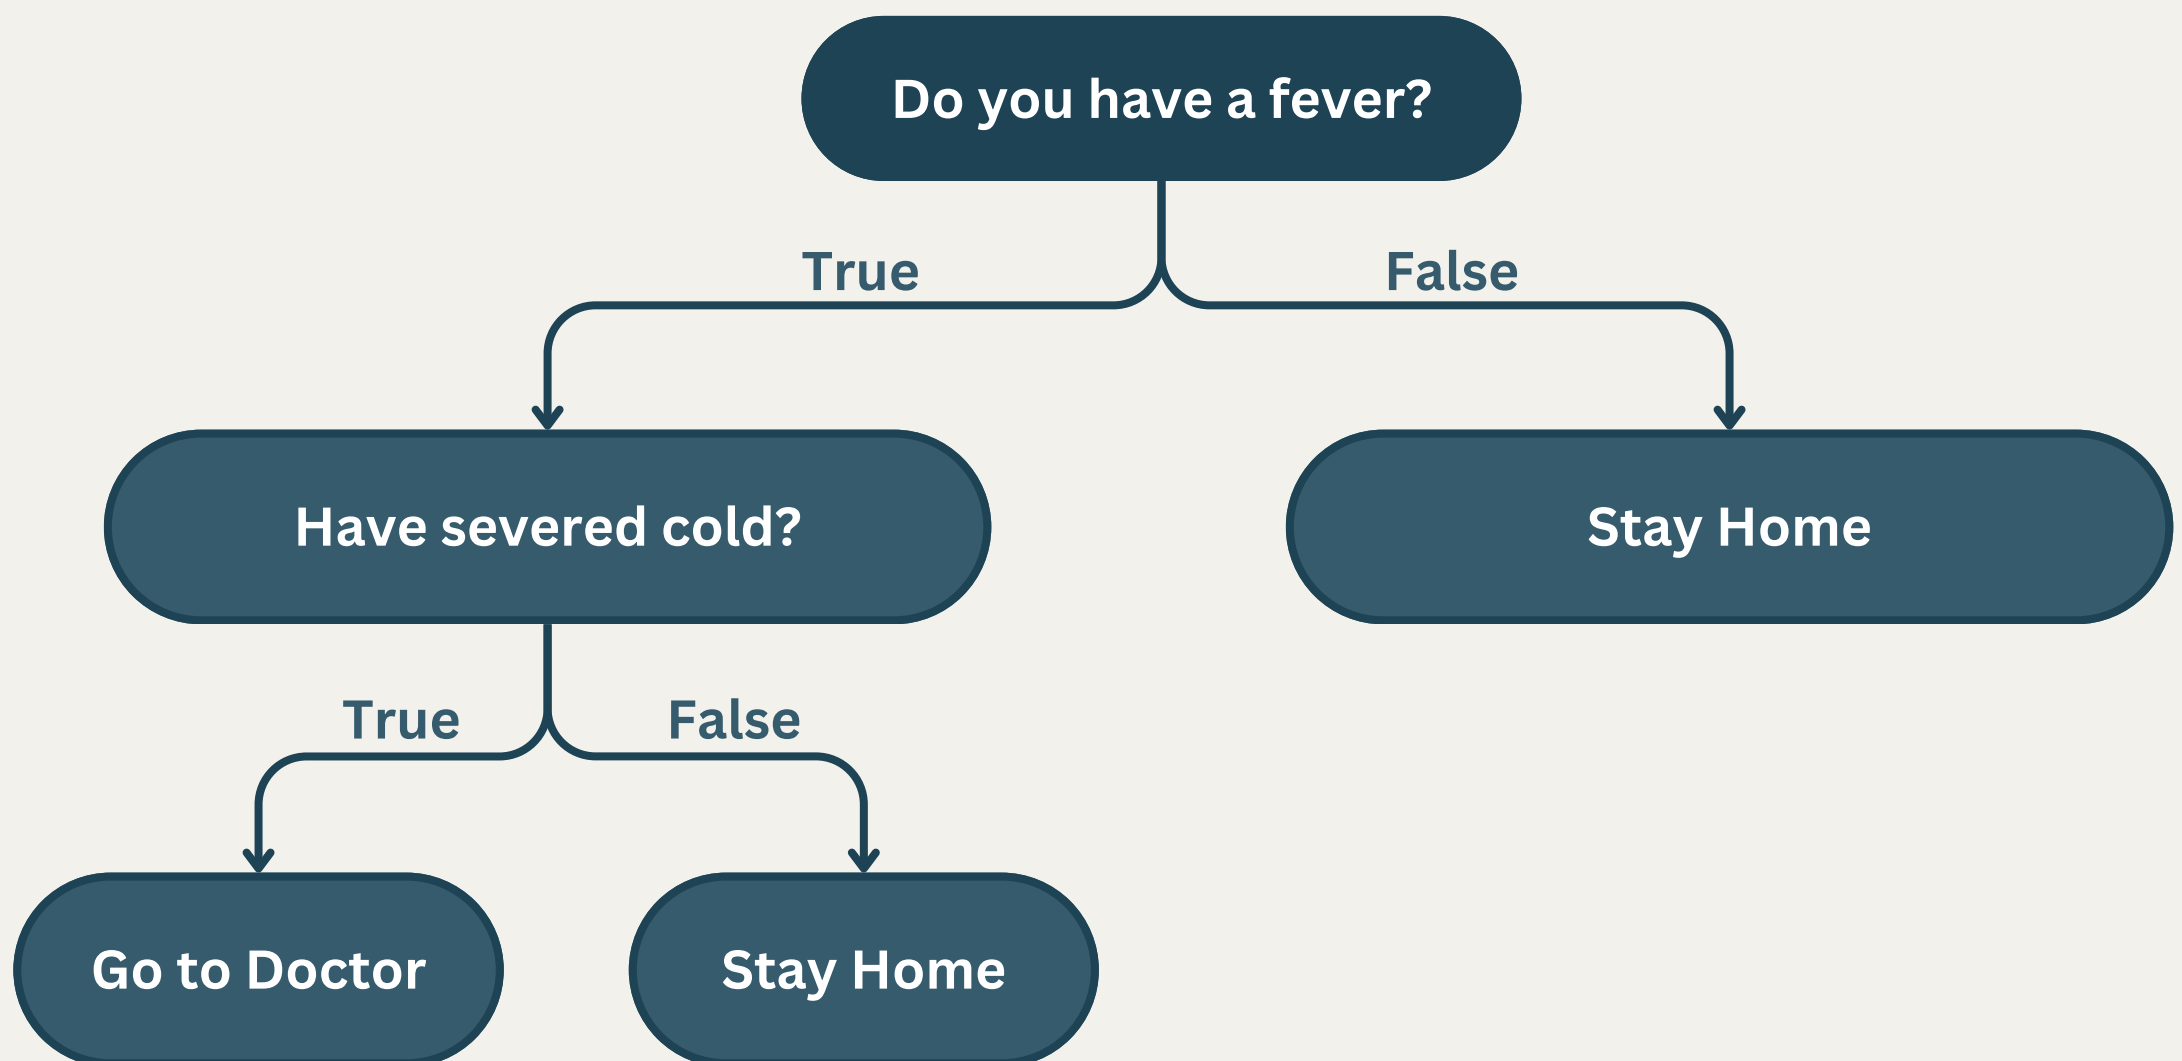 Do you have a fever?
True
False
Have severed cold?
Stay Home
True
False
Go to Doctor
Stay Home